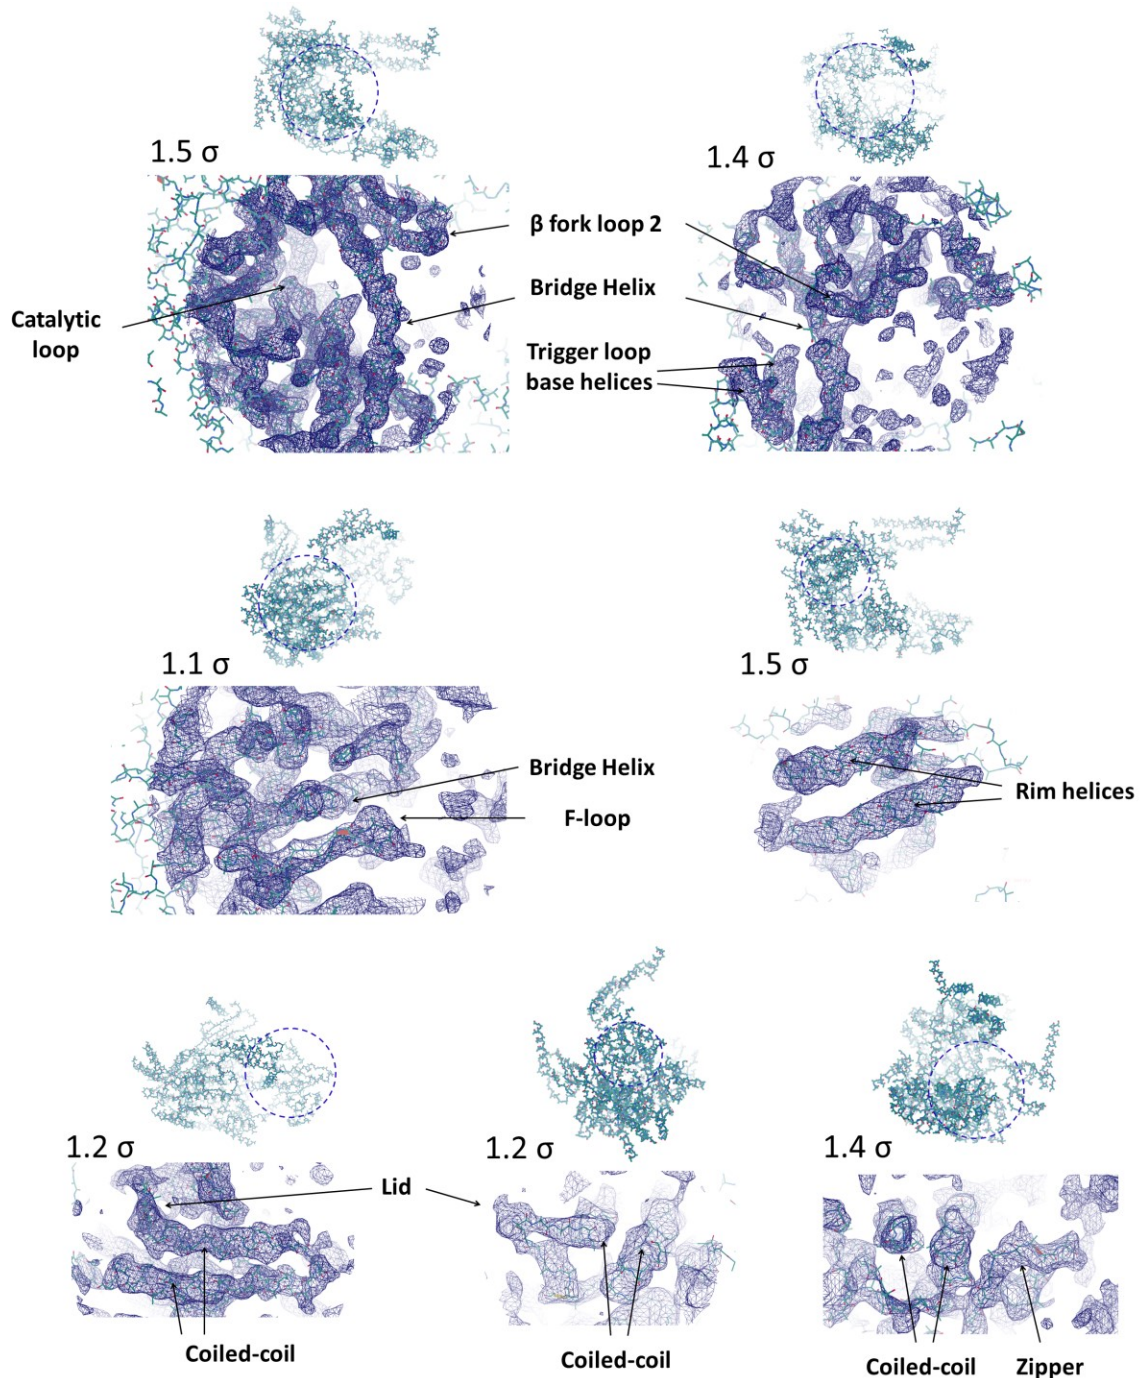 1.5 σ
1.4 σ
β fork loop 2
Bridge Helix
Catalytic
loop
Trigger loop
base helices
1.1 σ
1.5 σ
Bridge Helix
F-loop
Rim helices
1.2 σ
1.2 σ
1.4 σ
Lid
Coiled-coil
Coiled-coil
Coiled-coil
Zipper